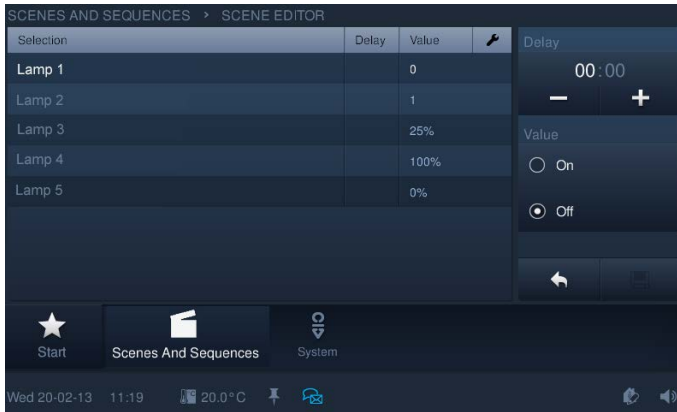 SCENES AND SEQUENCES > SCENE EDITOR
Selection Delay Value
Lamp 1 0
Lamp 2 1
Lamp 3 25%
Lamp 4 100%
Lamp 5 0%
Delay
00:00
Value
On
Off
Start Scenes And Sequences System
Wed 20-02-13 11:19 20.0°C